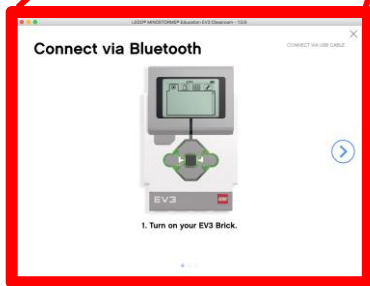 LEGO® MINDSTORMS® Education EV3 Classroom - 1.0.0
Connect via Bluetooth
CONNECT VIA USB CABLE
EV3
LEGO
1. Turn on your EV3 Brick.